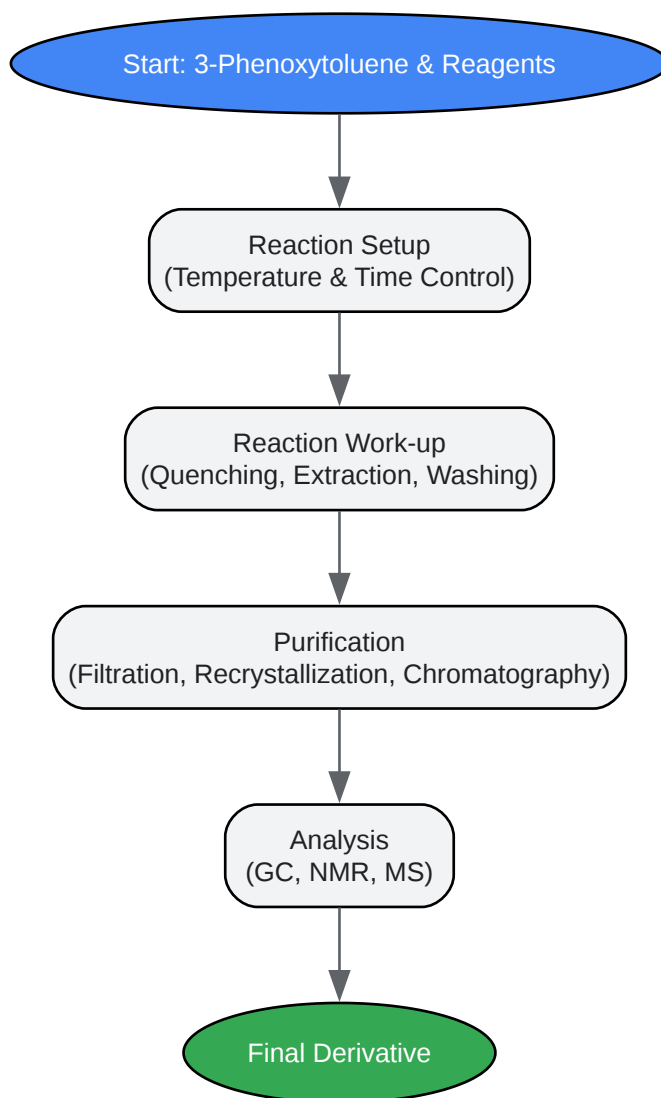 Start: 3-Phenoxytoluene & Reagents
Reaction Setup
(Temperature & Time Control)
Reaction Work-up
(Quenching, Extraction, Washing)
Purification
(Filtration, Recrystallization, Chromatography)
Analysis
(GC, NMR, MS)
Final Derivative